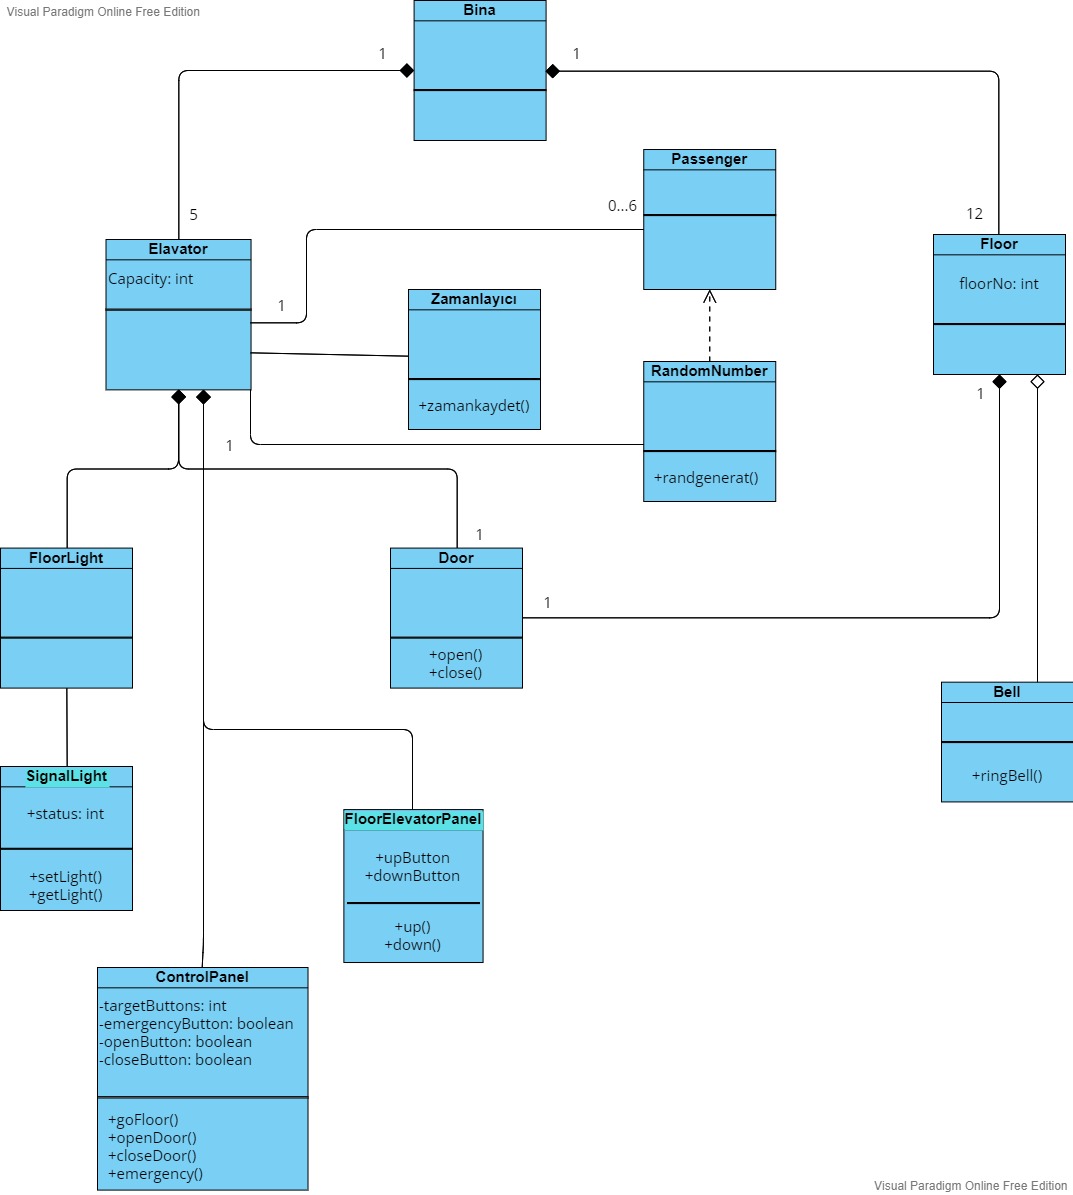 Visual Paradigm Online Free Edition
Bina
1
1
Passenger
0...6
5
12
Elavator
Capacity: int
Floor
floorNo: int
1
Zamanlayıcı
+zamankaydet()
RandomNumber
+randgenerat()
1
1
1
FloorLight
Door
+open()
+close()
1
Bell
+ringBell()
SignalLight
+status: int
+setLight()
+getLight()
FloorElevatorPanel
+upButton
+downButton
+up()
+down()
ControlPanel
-targetButtons: int
-emergencyButton: boolean
-openButton: boolean
-closeButton: boolean
+goFloor()
+openDoor()
+closeDoor()
+emergency()
Visual Paradigm Online Free Edition